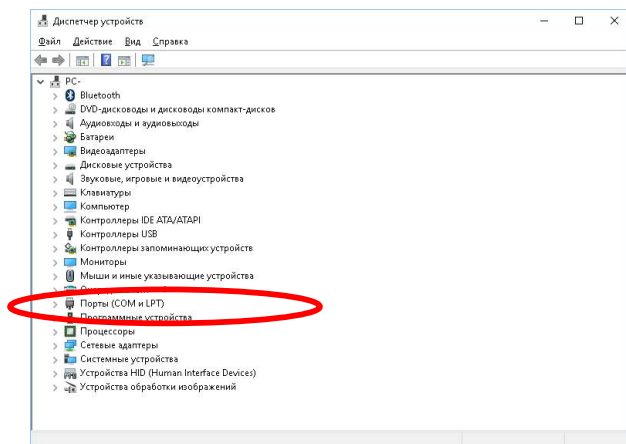 Диспетчер устройств
Файл Действие Вид Справка
PC-
Bluetooth
DVD-дисководы и дисководы компакт-дисков
Аудиовходы и аудиовыходы
Батареи
Видеоадаптеры
Дисковые устройства
Звуковые, игровые и видеоустройства
Клавиатуры
Компьютер
Контроллеры IDE ATA/ATAPI
Контроллеры USB
Контроллеры запоминающих устройств
Мониторы
Мыши и иные указывающие устройства
Порты (COM и LPT)
Программные устройства
Процессоры
Сетевые адаптеры
Системные устройства
Устройства HID (Human Interface Devices)
Устройства обработки изображений